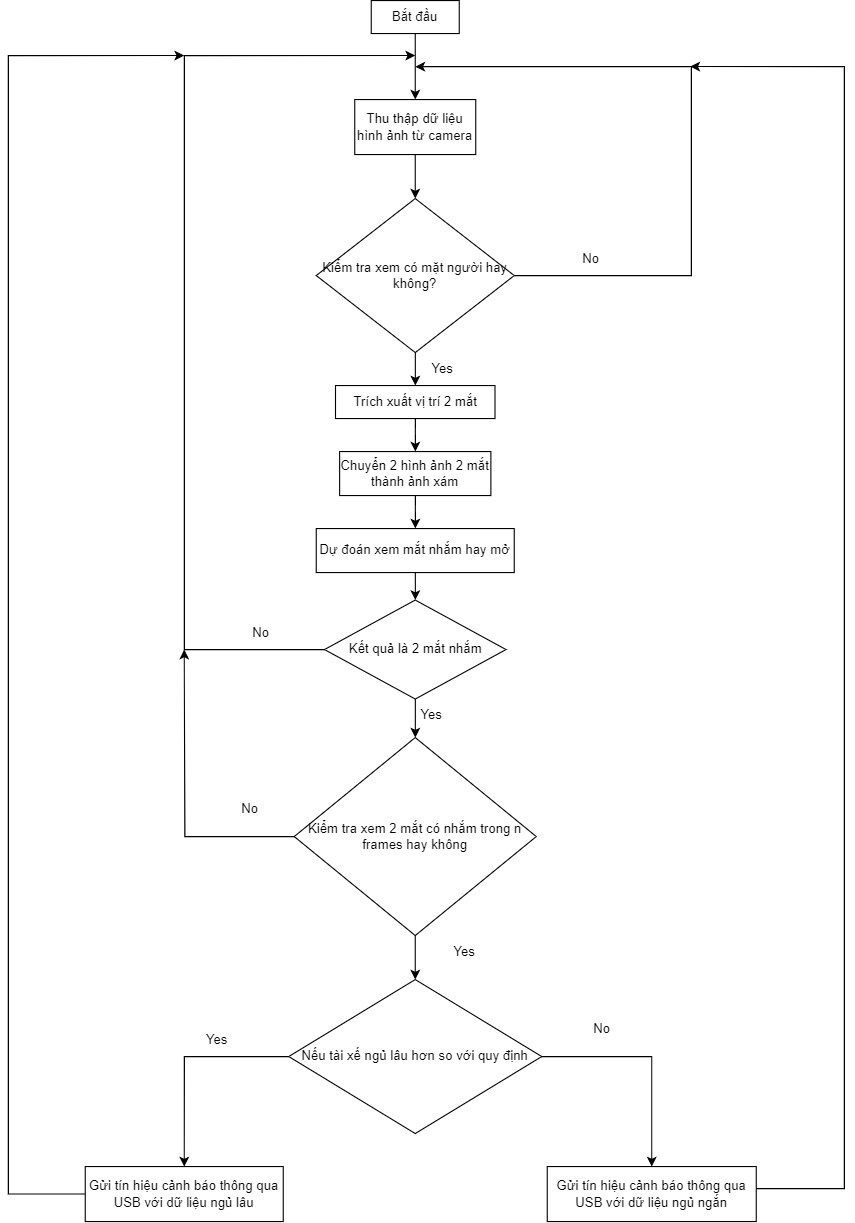 Bắt đầu
Thu thập dữ liệu
hình ảnh từ camera
Kiểm tra xem có mặt người hay
không?
No
Yes
Trích xuất vị trí 2 mắt
Chuyển 2 hình ảnh 2 mắt
thành ảnh xám
Dự đoán xem mắt nhắm hay mở
No
Kết quả là 2 mắt nhắm
Yes
No
Kiểm tra xem 2 mắt có nhắm trong n
frames hay không
Yes
Yes
No
Nếu tài xế ngủ lâu hơn so với quy định
Gửi tín hiệu cảnh báo thông qua
USB với dữ liệu ngủ lâu
Gửi tín hiệu cảnh báo thông qua
USB với dữ liệu ngủ ngắn